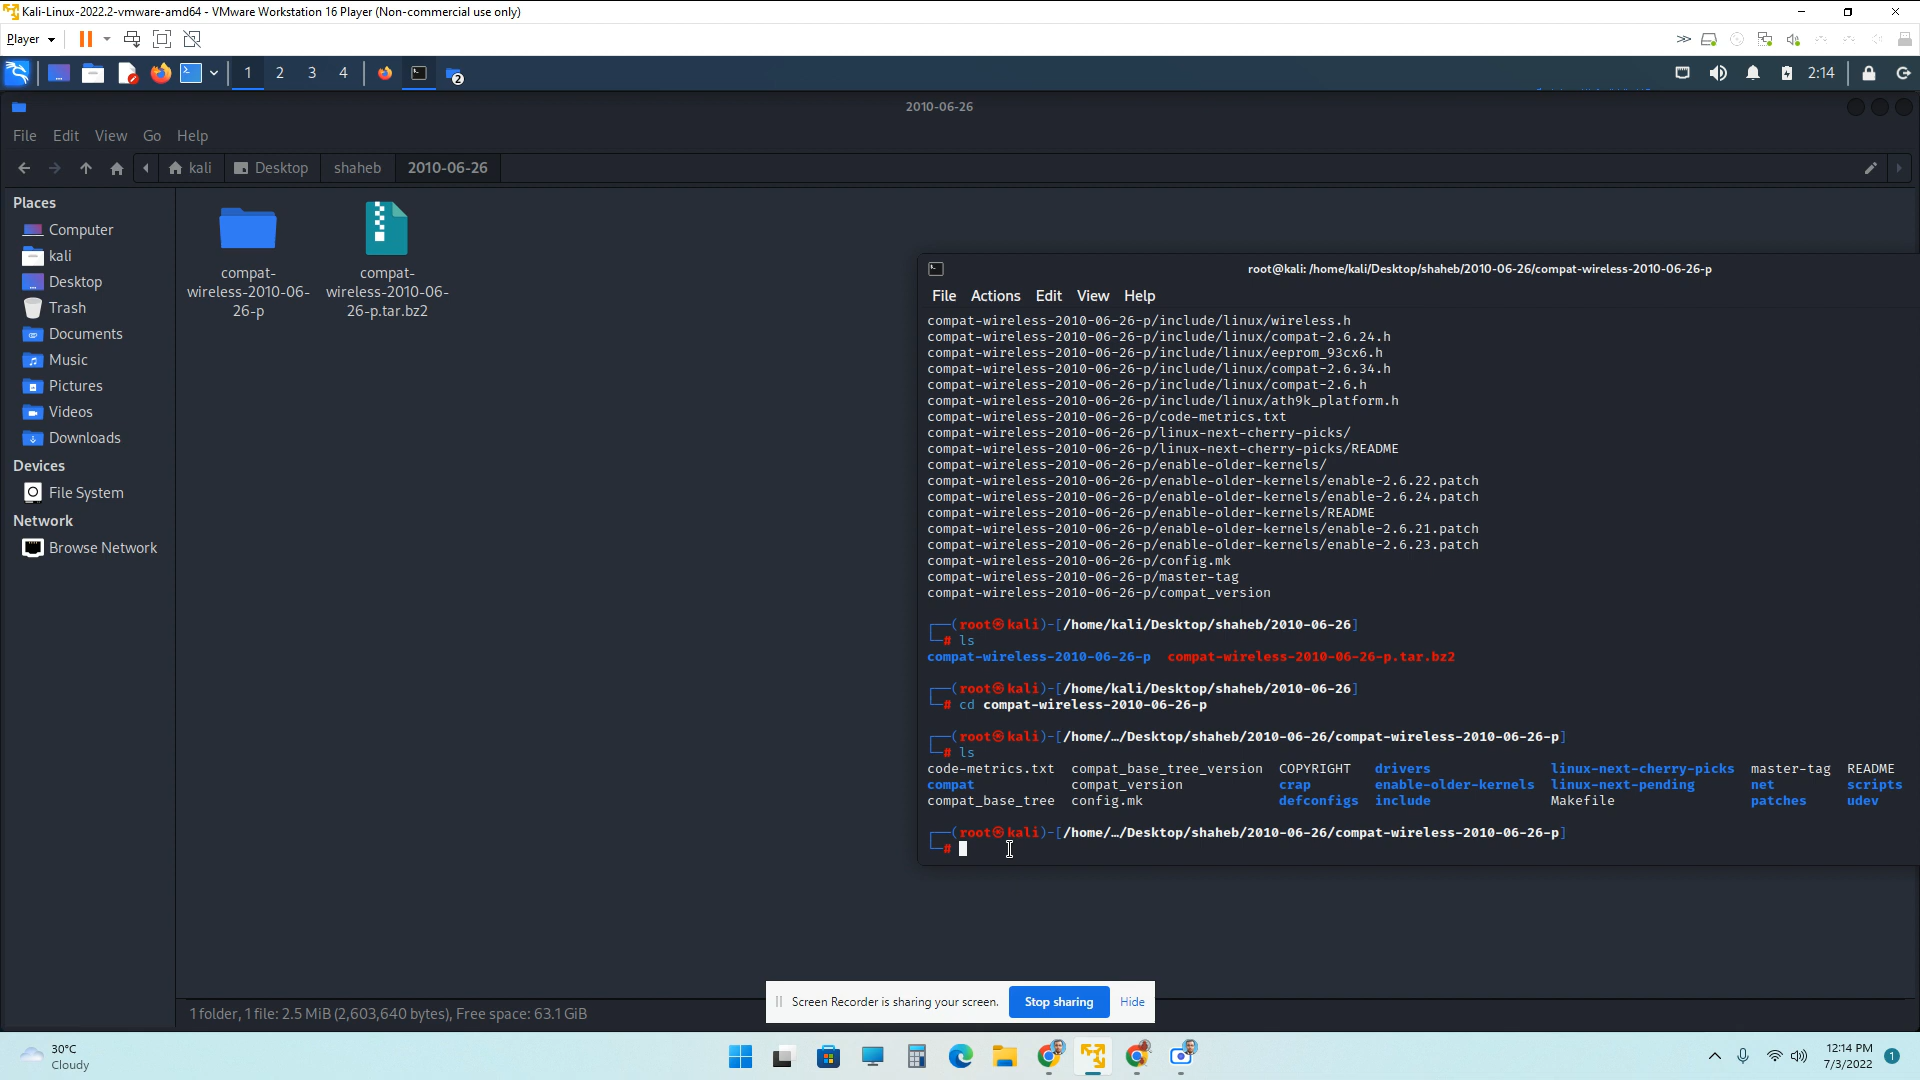 Kali-Linux-2022.2-vmware-amd64 - VMware Workstation 16 Player (Non-commercial use only)
Player
1 2 3 4
2
2:14
2010-06-26
File Edit View Go Help
kali Desktop shaheb 2010-06-26
Places
Computer
kali
Desktop
Trash
Documents
Music
Pictures
Videos
Downloads
Devices
File System
Network
Browse Network
compat-
wireless-2010-06-
26-p
compat-
wireless-2010-06-
26-p.tar.bz2
root@kali: /home/kali/Desktop/shaheb/2010-06-26/compat-wireless-2010-06-26-p
File Actions Edit View Help
compat-wireless-2010-06-26-p/include/linux/wireless.h
compat-wireless-2010-06-26-p/include/linux/compat-2.6.24.h
compat-wireless-2010-06-26-p/include/linux/eeprom_93cx6.h
compat-wireless-2010-06-26-p/include/linux/compat-2.6.34.h
compat-wireless-2010-06-26-p/include/linux/compat-2.6.h
compat-wireless-2010-06-26-p/include/linux/ath9k_platform.h
compat-wireless-2010-06-26-p/code-metrics.txt
compat-wireless-2010-06-26-p/linux-next-cherry-picks/
compat-wireless-2010-06-26-p/linux-next-cherry-picks/README
compat-wireless-2010-06-26-p/enable-older-kernels/
compat-wireless-2010-06-26-p/enable-older-kernels/enable-2.6.22.patch
compat-wireless-2010-06-26-p/enable-older-kernels/enable-2.6.24.patch
compat-wireless-2010-06-26-p/enable-older-kernels/README
compat-wireless-2010-06-26-p/enable-older-kernels/enable-2.6.21.patch
compat-wireless-2010-06-26-p/enable-older-kernels/enable-2.6.23.patch
compat-wireless-2010-06-26-p/config.mk
compat-wireless-2010-06-26-p/master-tag
compat-wireless-2010-06-26-p/compat_version
┌──(root㉿kali)-[/home/kali/Desktop/shaheb/2010-06-26]
└─# ls
compat-wireless-2010-06-26-p compat-wireless-2010-06-26-p.tar.bz2
┌──(root㉿kali)-[/home/kali/Desktop/shaheb/2010-06-26]
└─# cd compat-wireless-2010-06-26-p
┌──(root㉿kali)-[/home/…/Desktop/shaheb/2010-06-26/compat-wireless-2010-06-26-p]
└─# ls
code-metrics.txt compat_base_tree_version COPYRIGHT drivers linux-next-cherry-picks master-tag README
compat compat_version crap enable-older-kernels linux-next-pending net scripts
compat_base_tree config.mk defconfigs include Makefile patches udev
┌──(root㉿kali)-[/home/…/Desktop/shaheb/2010-06-26/compat-wireless-2010-06-26-p]
└─#
1 folder, 1 file: 2.5 MiB (2,603,640 bytes), Free space: 63.1 GiB
Screen Recorder is sharing your screen. Stop sharing Hide
30°C
Cloudy
12:14 PM
7/3/2022
1